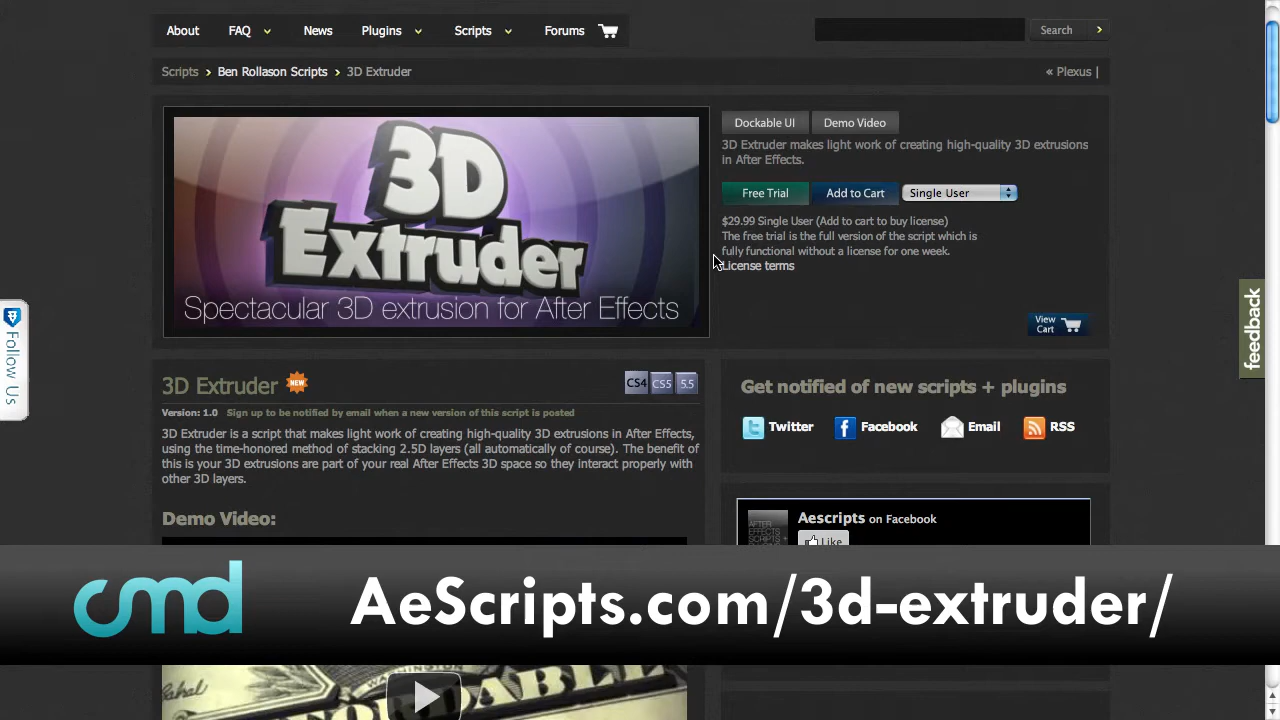 About FAQ News Plugins Scripts Forums Search
Scripts Ben Rollason Scripts 3D Extruder « Plexus |
3D
Extruder
Spectacular 3D extrusion for After Effects
Dockable UI Demo Video
3D Extruder makes light work of creating high-quality 3D extrusions
in After Effects.
Free Trial Add to Cart Single User
$29.99 Single User (Add to cart to buy license)
The free trial is the full version of the script which is
fully functional without a license for one week.
License terms
View
Cart
Follow Us
feedback
3D Extruder NEW CS4 CS5 5.5
Version: 1.0 Sign up to be notified by email when a new version of this script is posted
3D Extruder is a script that makes light work of creating high-quality 3D extrusions in After Effects,
using the time-honored method of stacking 2.5D layers (all automatically of course). The benefit of
this is your 3D extrusions are part of your real After Effects 3D space so they interact properly with
other 3D layers.
Demo Video:
Get notified of new scripts + plugins
Twitter Facebook Email RSS
AFTER
EFFECTS
SCRIPTS +
Aescripts on Facebook
Like
cmd AeScripts.com/3d-extruder/
WASHINGTON